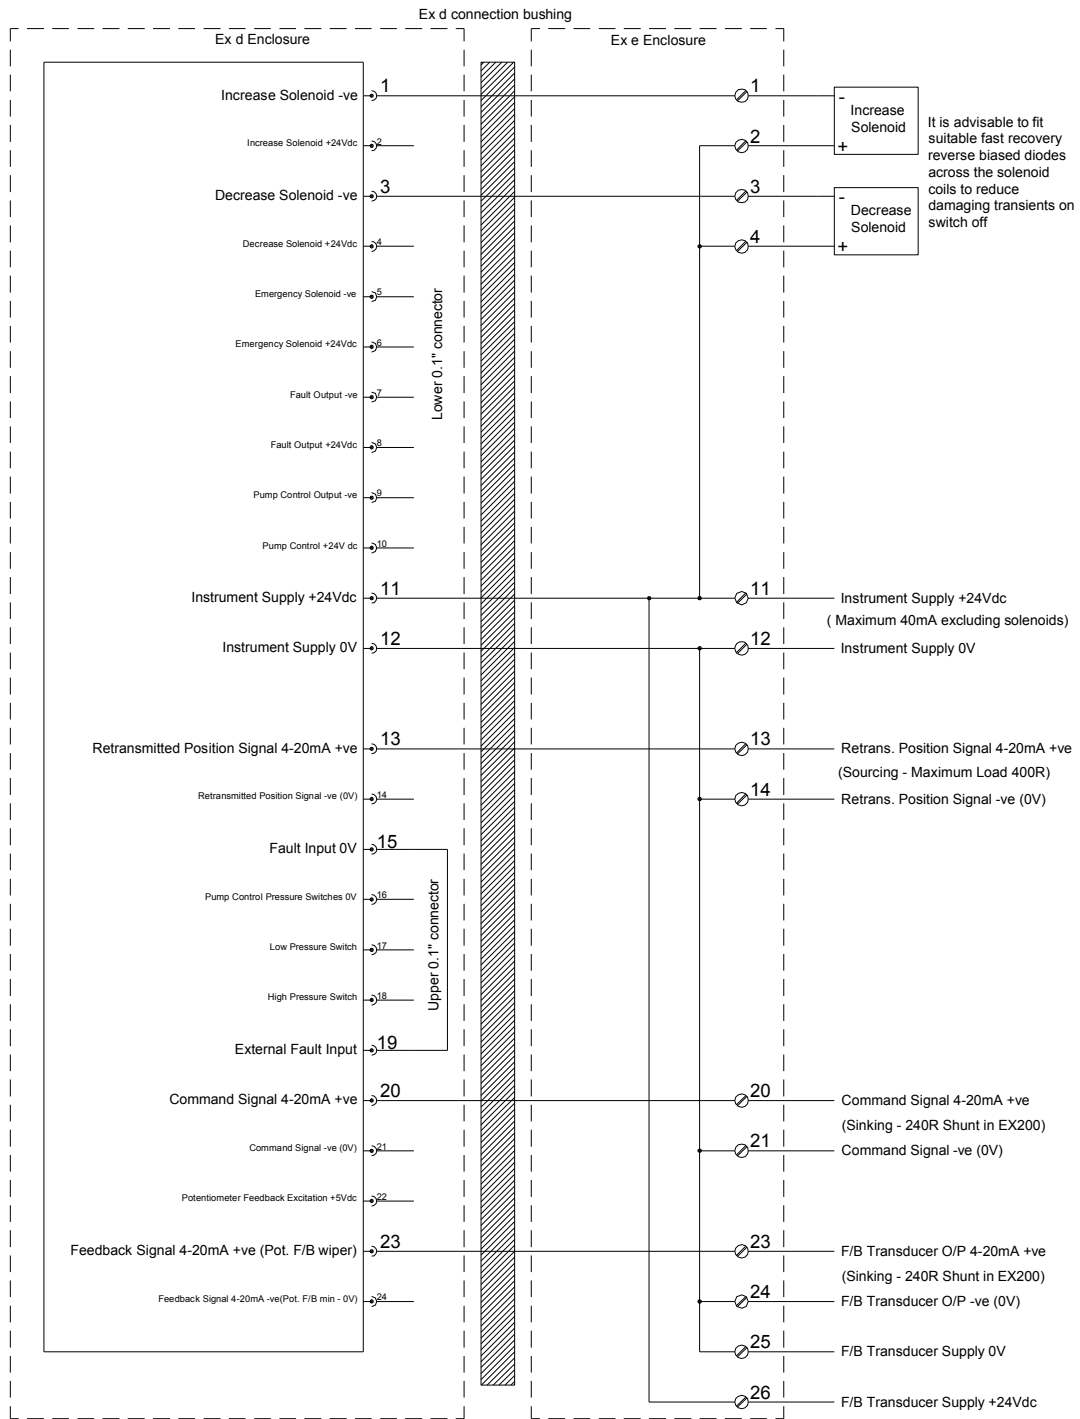 Ex d connection bushing
Ex d Enclosure
Ex e Enclosure
Increase Solenoid -ve 1
1
-
Increase
Solenoid
+
Increase Solenoid +24Vdc 2
2
It is advisable to fit
suitable fast recovery
reverse biased diodes
across the solenoid
coils to reduce
damaging transients on
switch off
Decrease Solenoid -ve 3
3
-
Decrease
Solenoid
+
Decrease Solenoid +24Vdc 4
4
Emergency Solenoid -ve 5
Emergency Solenoid +24Vdc 6
Lower 0.1" connector
Fault Output -ve 7
Fault Output +24Vdc 8
Pump Control Output -ve 9
Pump Control +24V dc 10
Instrument Supply +24Vdc 11
11 Instrument Supply +24Vdc
( Maximum 40mA excluding solenoids)
Instrument Supply 0V 12
12 Instrument Supply 0V
Retransmitted Position Signal 4-20mA +ve 13
13 Retrans. Position Signal 4-20mA +ve
(Sourcing - Maximum Load 400R)
Retransmitted Position Signal -ve (0V) 14
14 Retrans. Position Signal -ve (0V)
Fault Input 0V 15
Pump Control Pressure Switches 0V 16
Upper 0.1" connector
Low Pressure Switch 17
High Pressure Switch 18
External Fault Input 19
Command Signal 4-20mA +ve 20
20 Command Signal 4-20mA +ve
(Sinking - 240R Shunt in EX200)
Command Signal -ve (0V) 21
21 Command Signal -ve (0V)
Potentiometer Feedback Excitation +5Vdc 22
Feedback Signal 4-20mA +ve (Pot. F/B wiper) 23
23 F/B Transducer O/P 4-20mA +ve
(Sinking - 240R Shunt in EX200)
Feedback Signal 4-20mA -ve(Pot. F/B min - 0V) 24
24 F/B Transducer O/P -ve (0V)
25 F/B Transducer Supply 0V
26 F/B Transducer Supply +24Vdc